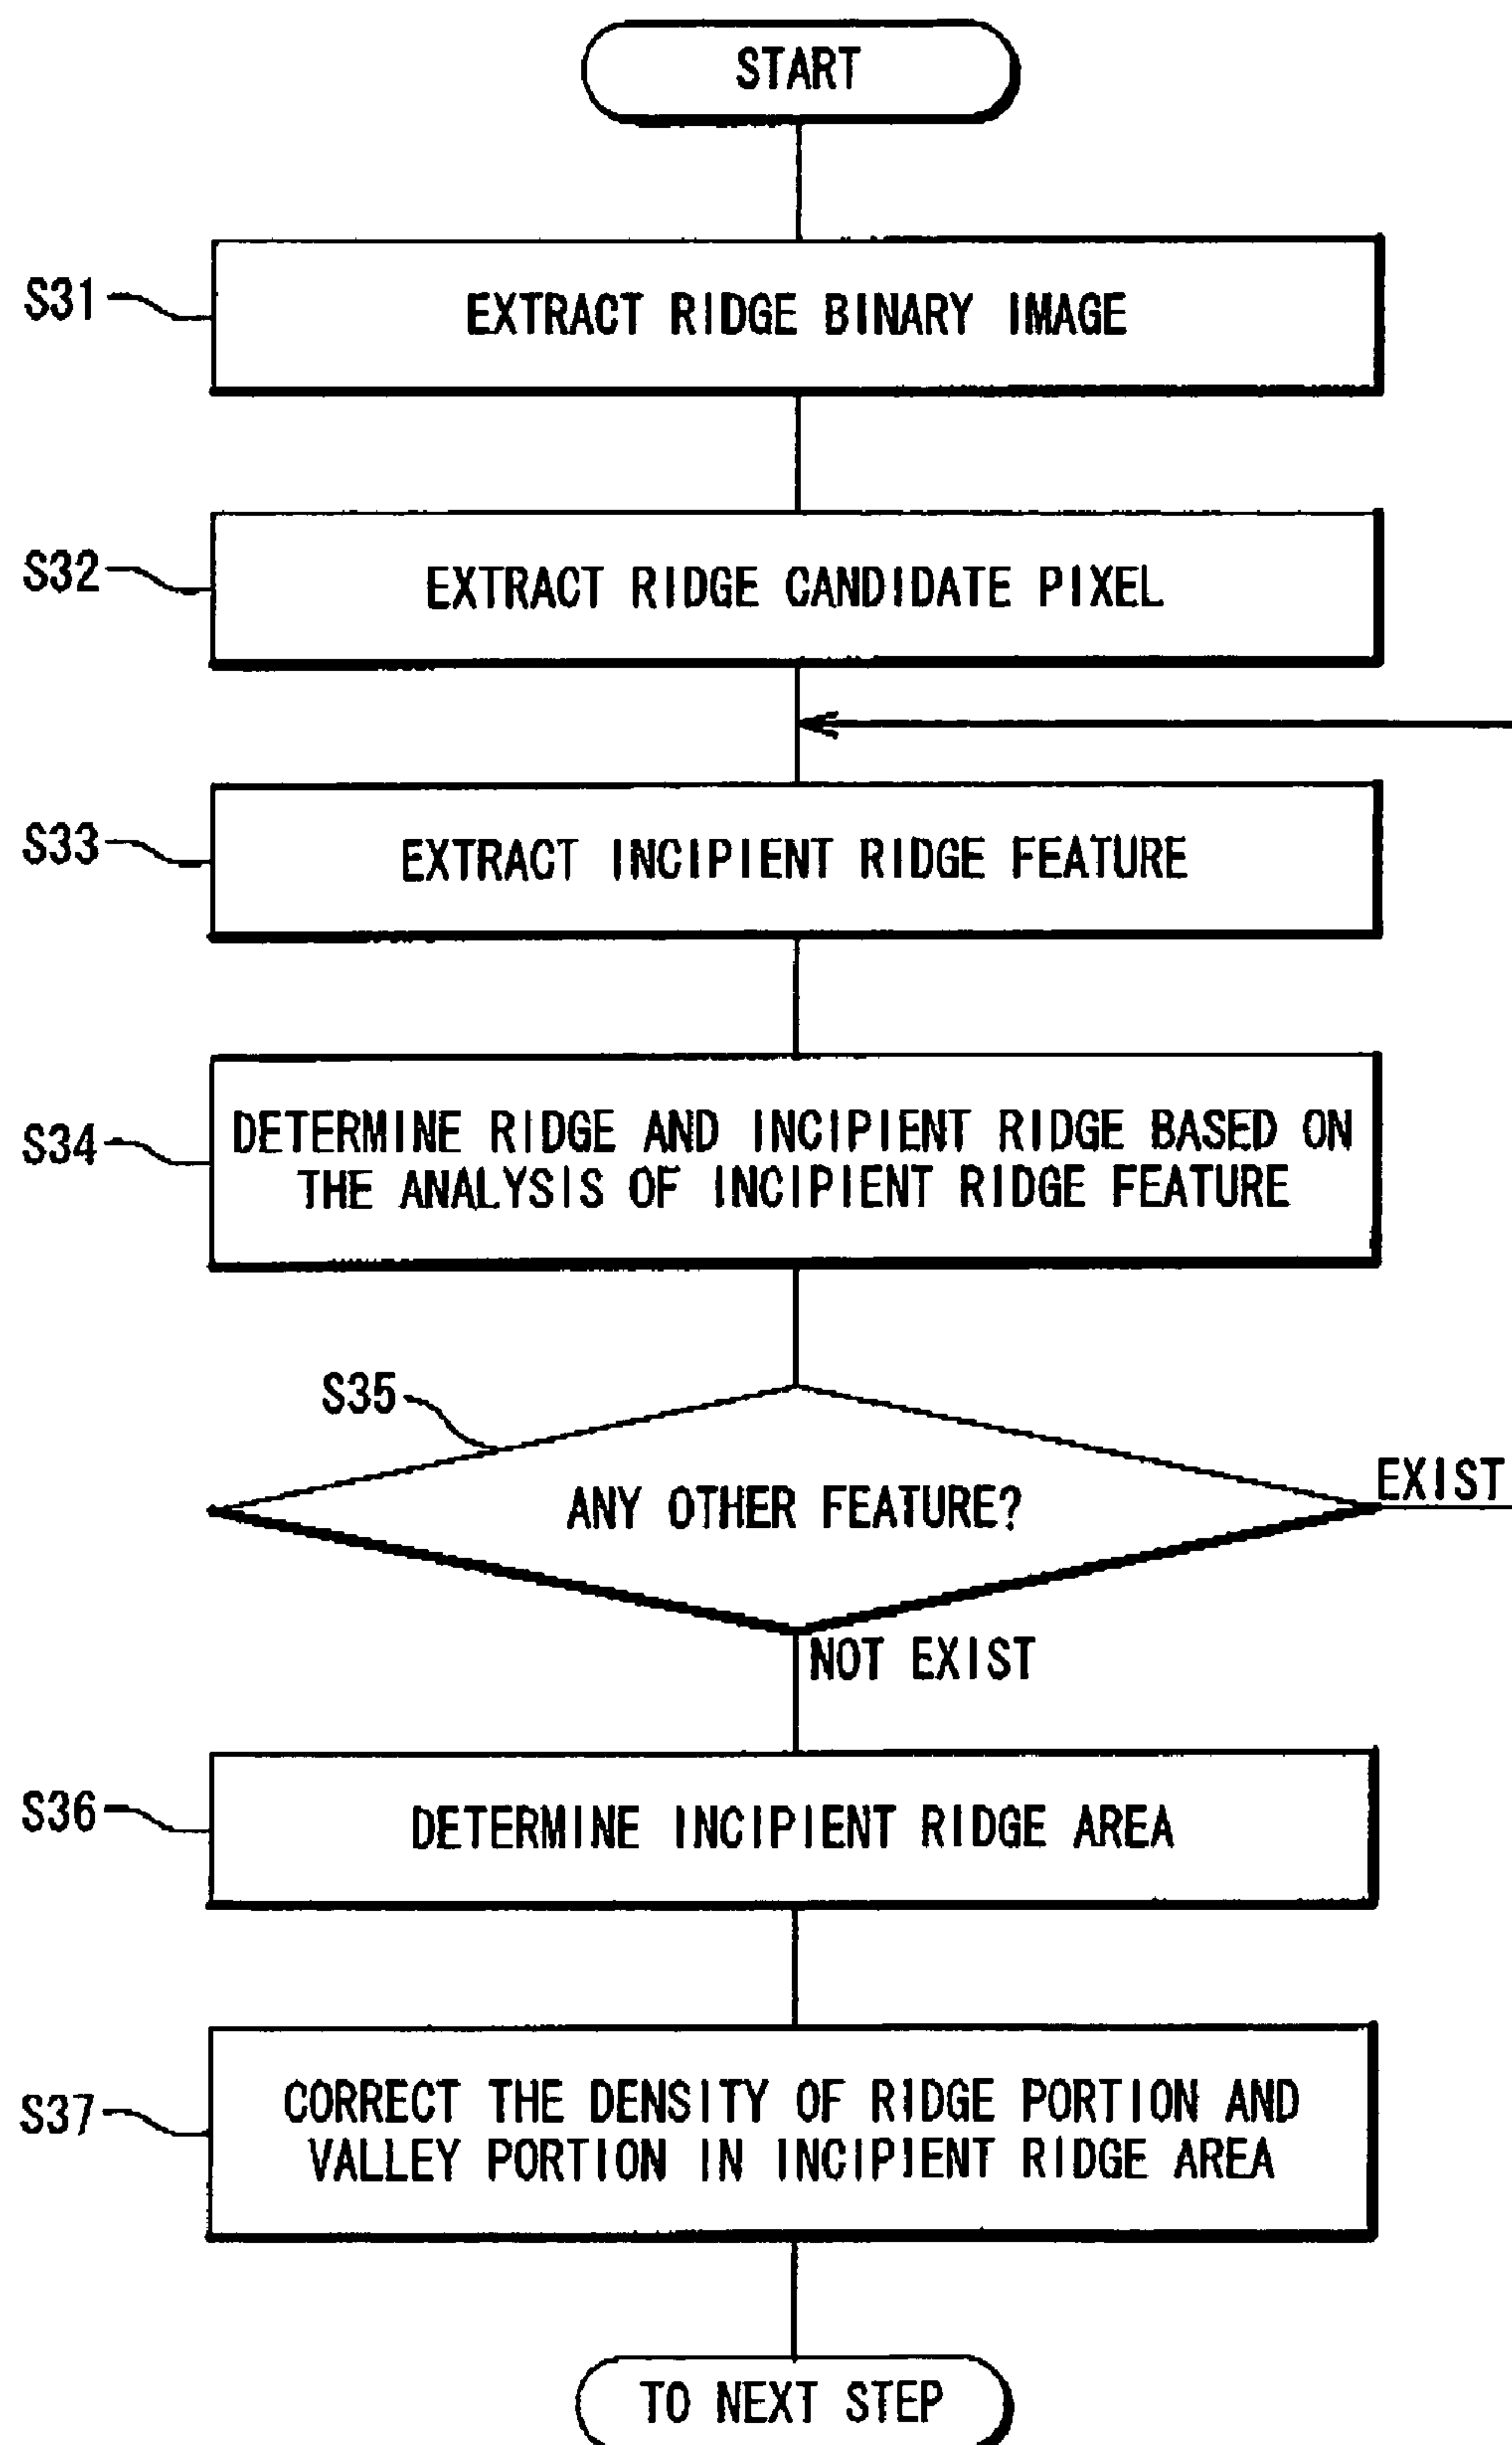 START
S31
EXTRACT RIDGE BINARY IMAGE
S32
EXTRACT RIDGE CANDIDATE PIXEL
S33
EXTRACT INCIPIENT RIDGE FEATURE
S34
DETERMINE RIDGE AND INCIPIENT RIDGE BASED ON
THE ANALYSIS OF INCIPIENT RIDGE FEATURE
S35
ANY OTHER FEATURE?
EXIST
NOT EXIST
S36
DETERMINE INCIPIENT RIDGE AREA
S37
CORRECT THE DENSITY OF RIDGE PORTION AND
VALLEY PORTION IN INCIPIENT RIDGE AREA
TO NEXT STEP